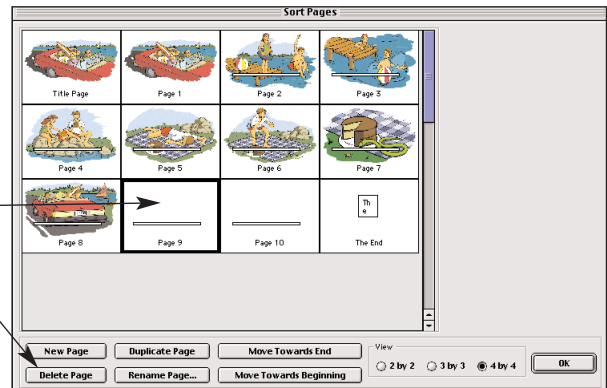 Sort Pages
Title Page
Page 1
Page 2
Page 3
Page 4
Page 5
Page 6
Page 7
Page 8
Page 9
Page 10
Th
e
The End
New Page
Duplicate Page
Move Towards End
View
2 by 2
3 by 3
4 by 4
OK
Delete Page
Rename Page...
Move Towards Beginning